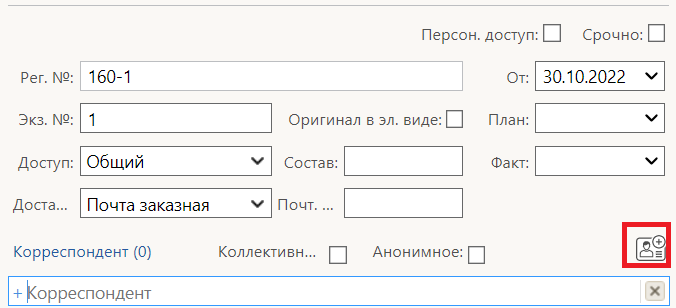 Персон. доступ: Срочно:
Рег. №: 160-1 От: 30.10.2022
Экз. №: 1 Оригинал в эл. виде: План:
Доступ: Общий Состав: Факт:
Доста... Почта заказная Почт. ...
Корреспондент (0) Коллективн... Анонимное:
+ Корреспондент